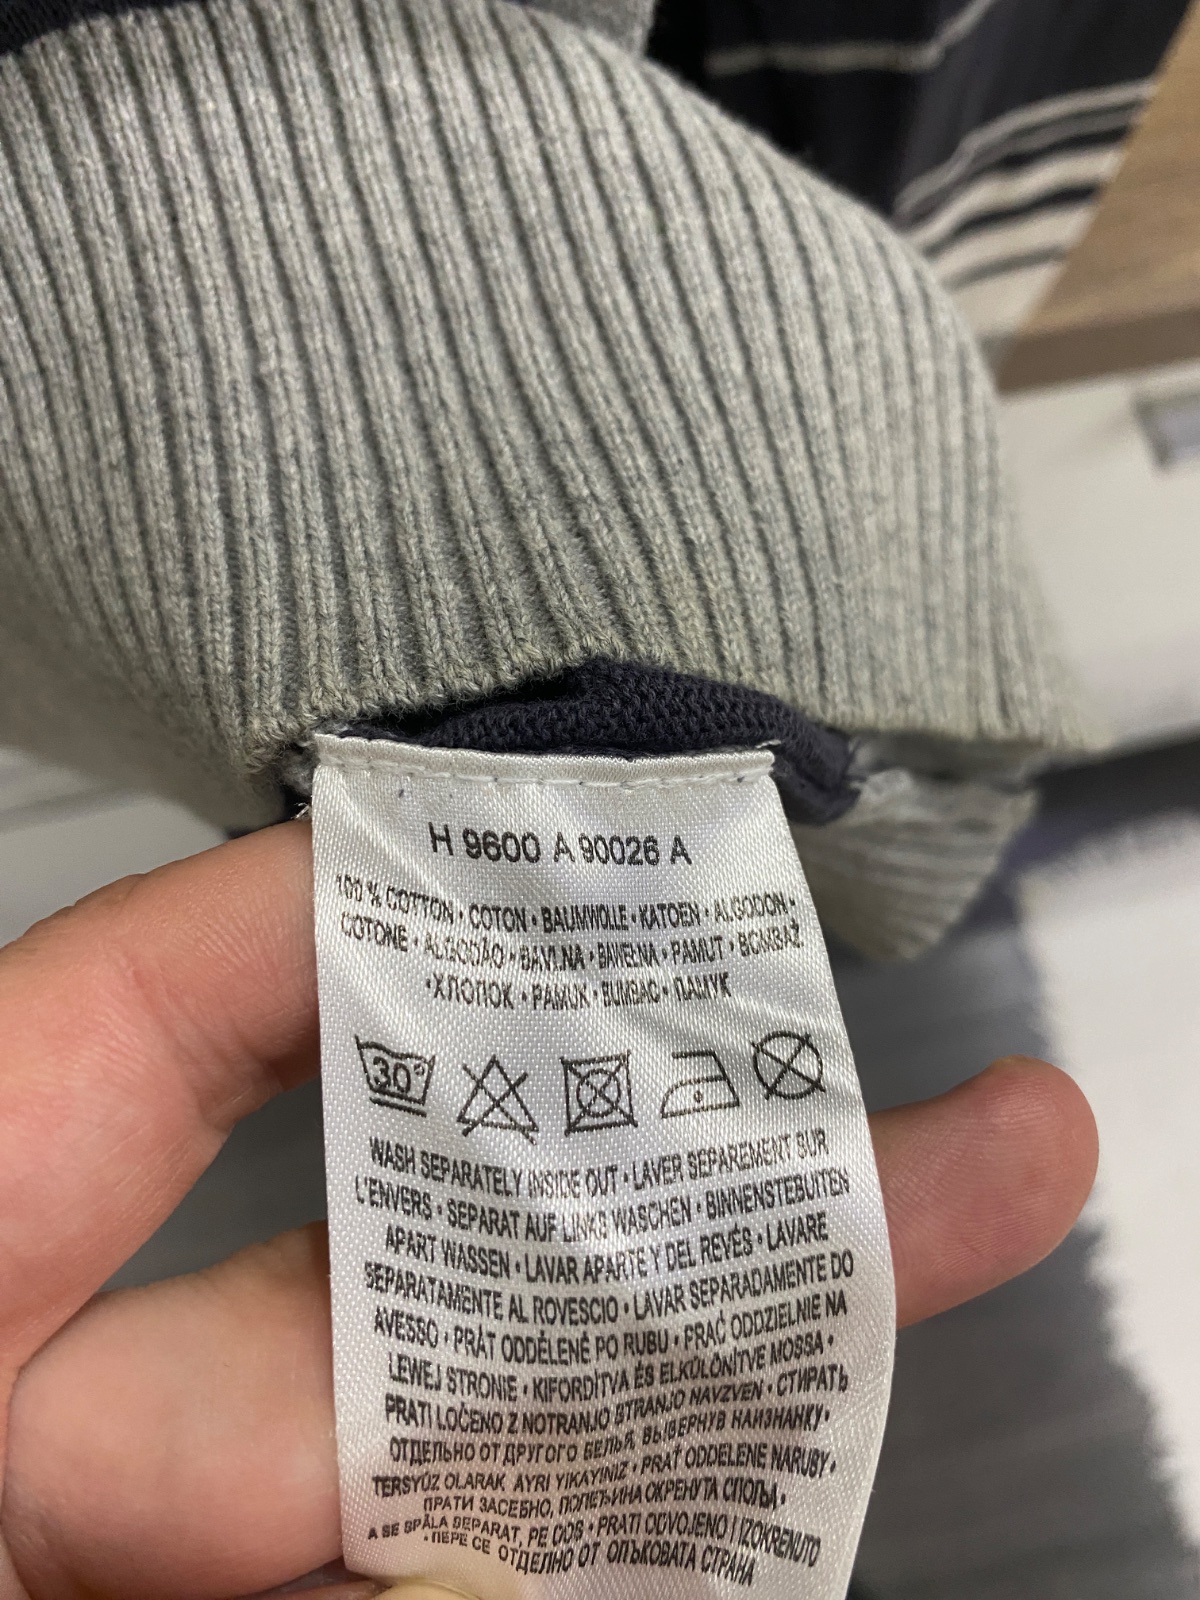 H 9600 A 90026 A
100 % COTTON • COTON • BAUMWOLLE • KATOEN • ALGODON •
COTONE • ALGODÃO • BAVLNA • BAWEŁNA • PAMUT • BOMBAŽ
• ХЛОПОК • PAMUK • BUMBAC • ПАМУК
30°
WASH SEPARATELY INSIDE OUT • LAVER SEPAREMENT SUR
L'ENVERS • SEPARAT AUF LINKS WASCHEN • BINNENSTEBUITEN
APART WASSEN • LAVAR APARTE Y DEL REVÉS • LAVARE
SEPARATAMENTE AL ROVESCIO • LAVAR SEPARADAMENTE DO
AVESSO • PRÁT ODDĚLENĚ PO RUBU • PRAĆ ODDZIELNIE NA
LEWEJ STRONIE • KIFORDÍTVA ÉS ELKÜLÖNÍTVE MOSSA •
PRATI LOČENO Z NOTRANJO STRANJO NAVZVEN • СТИРАТЬ
ОТДЕЛЬНО ОТ ДРУГОГО БЕЛЬЯ, ВЫВЕРНУВ НАИЗНАНКУ •
TERSYÜZ OLARAK AYRI YIKAYINIZ • PRAŤ ODDELENE NARUBY •
ПРАТИ ЗАСЕБНО, ПОЛЕЂИНА ОКРЕНУТА СПОЉА •
A SE SPĂLA SEPARAT, PE DOS • PRATI ODVOJENO I IZOKRENUTO
• ПЕРЕ СЕ ОТДЕЛНО ОТ ОПЪКОВАТА СТРАНА